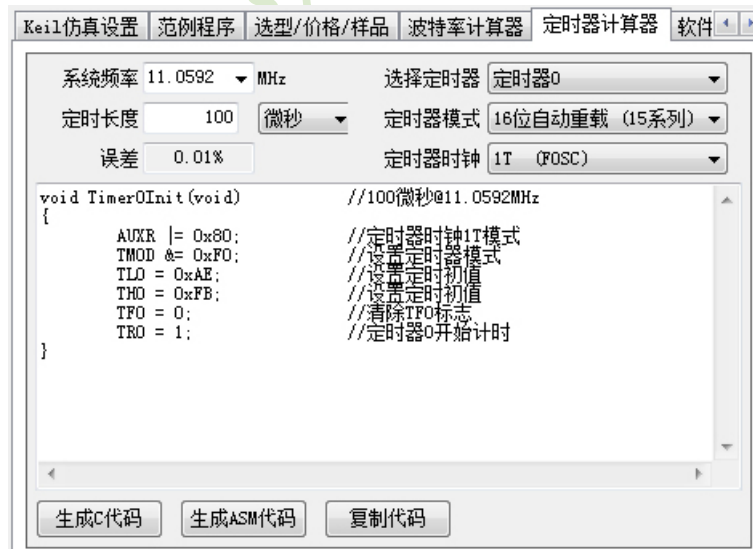 Keil仿真设置 范例程序 选型/价格/样品 波特率计算器 定时器计算器 软件
系统频率 11.0592 MHz 选择定时器 定时器0
定时长度 100 微秒 定时器模式 16位自动重载 (15系列)
误差 0.01% 定时器时钟 1T (FOSC)
void Timer0Init(void) //100微秒@11.0592MHz
{
AUXR |= 0x80; //定时器时钟1T模式
TMOD &= 0xF0; //设置定时器模式
TL0 = 0xAE; //设置定时初值
TH0 = 0xFB; //设置定时初值
TF0 = 0; //清除TF0标志
TR0 = 1; //定时器0开始计时
}
生成C代码 生成ASM代码 复制代码